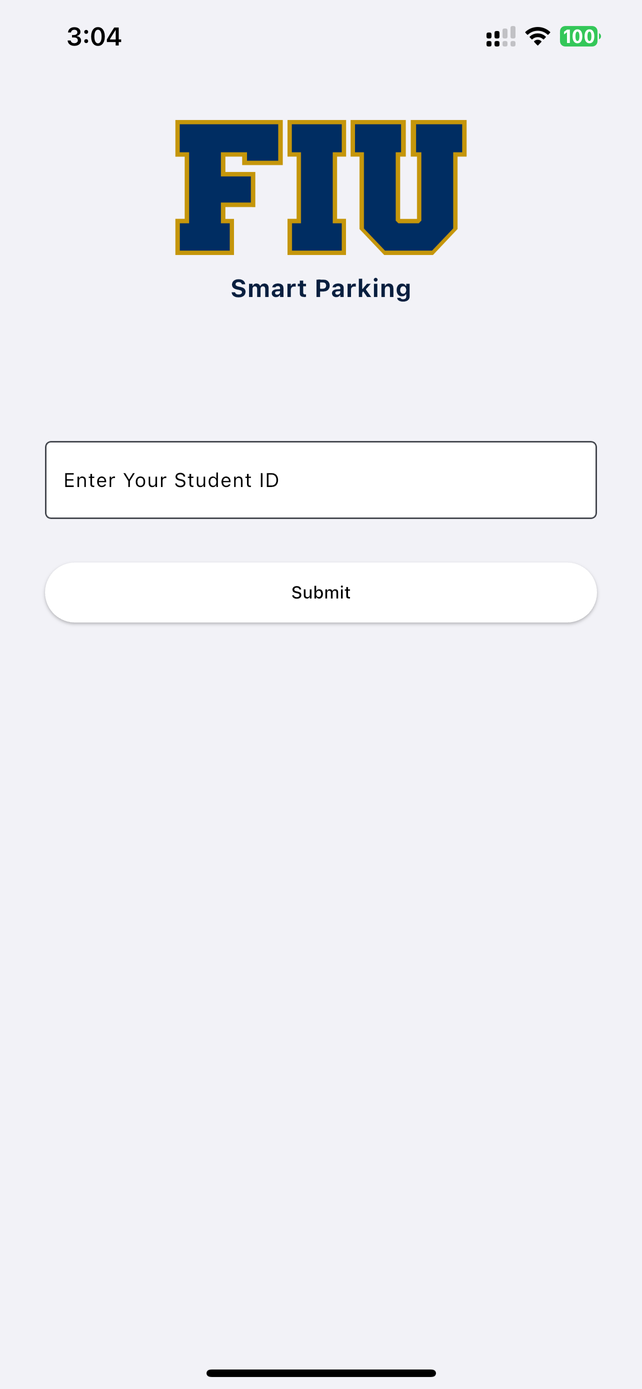 3:04
100
FIU
Smart Parking
Enter Your Student ID
Submit